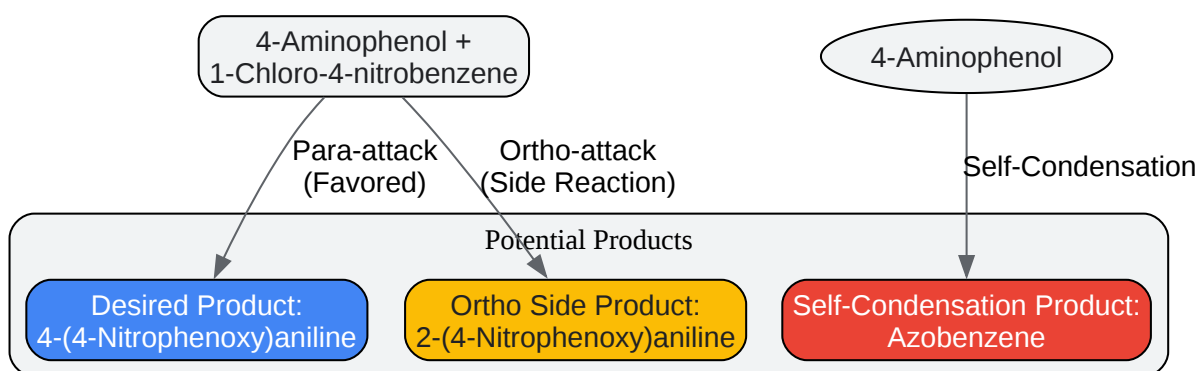 4-Aminophenol +
1-Chloro-4-nitrobenzene
4-Aminophenol
Para-attack
(Favored)
Ortho-attack
(Side Reaction)
Self-Condensation
Potential Products
Desired Product:
4-(4-Nitrophenoxy)aniline
Ortho Side Product:
2-(4-Nitrophenoxy)aniline
Self-Condensation Product:
Azobenzene